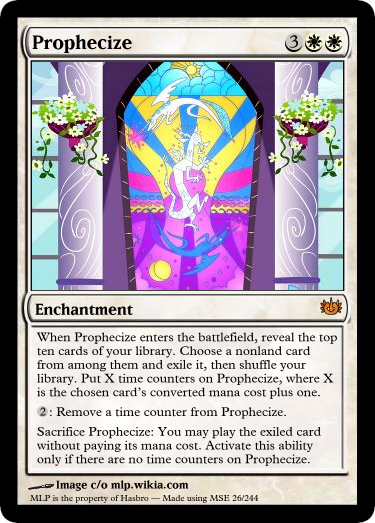 Prophecize 3
Enchantment
When Prophecize enters the battlefield, reveal the top
ten cards of your library. Choose a nonland card
from among them and exile it, then shuffle your
library. Put X time counters on Prophecize, where X
is the chosen card's converted mana cost plus one.
2: Remove a time counter from Prophecize.
Sacrifice Prophecize: You may play the exiled card
without paying its mana cost. Activate this ability
only if there are no time counters on Prophecize.
Image c/o mlp.wikia.com
MLP is the property of Hasbro — Made using MSE 26/244